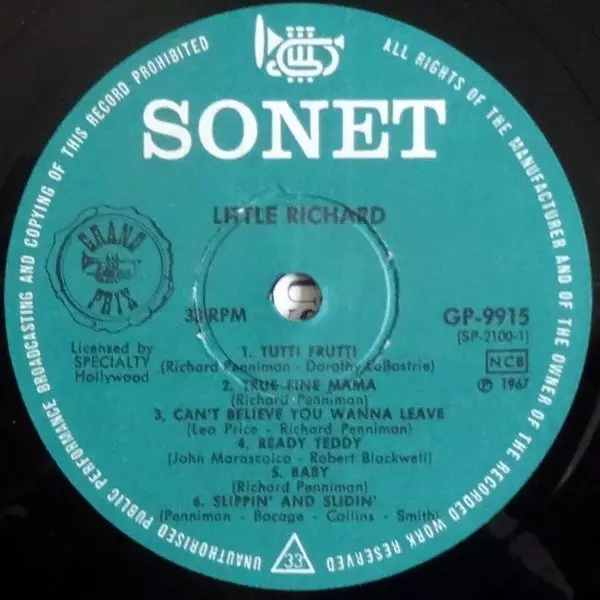 UNAUTHORISED PUBLIC PERFORMANCE BROADCASTING AND COPYING OF THIS RECORD PROHIBITED
ALL RIGHTS OF THE MANUFACTURER AND OF THE OWNER OF THE RECORDED WORK RESERVED
SONET
LITTLE RICHARD
GRAND
PRIX
33 RPM
GP-9915
(SP-2100-1)
Licensed by
SPECIALTY
Hollywood
NCB
Ⓟ 1967
1. TUTTI FRUTTI
(Richard Penniman - Dorothy LaBostrie)
2. TRUE FINE MAMA
(Richard Penniman)
3. CAN'T BELIEVE YOU WANNA LEAVE
(Leo Price - Richard Penniman)
4. READY TEDDY
(John Marascalco - Robert Blackwell)
5. BABY
(Richard Penniman)
6. SLIPPIN' AND SLIDIN'
(Penniman - Bocage - Collins - Smith)
33